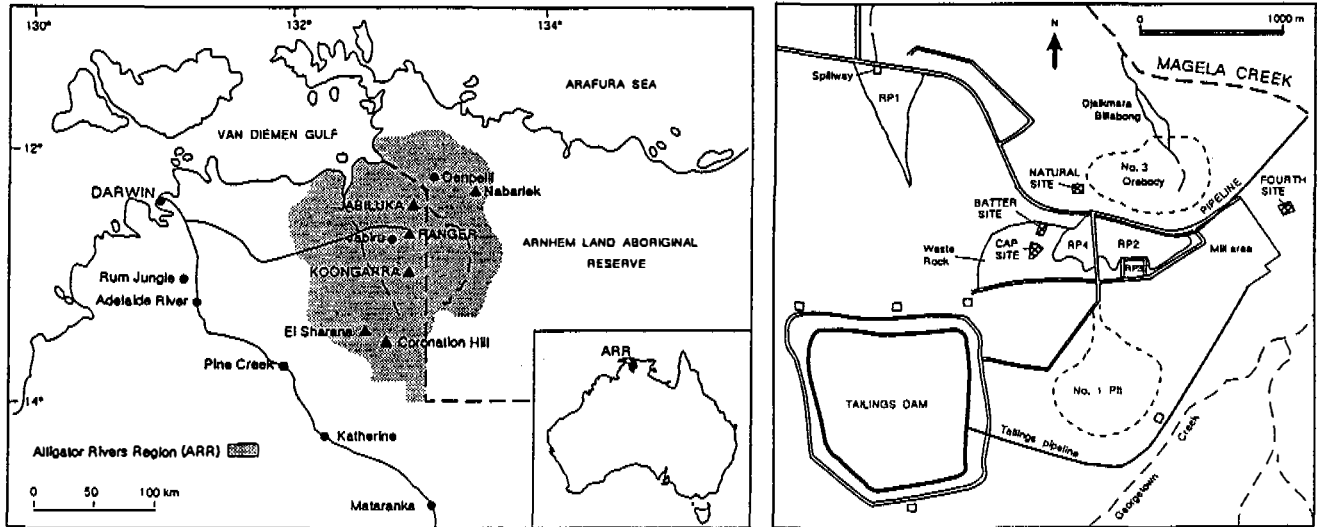 130°
132°
134°
ARAFURA SEA
VAN DIEMEN GULF
12°
Oenpelli
Nabarlek
DARWIN
JABILUKA
RANGER
Jabiru
ARNHEM LAND ABORIGINAL
RESERVE
KOONGARRA
Rum Jungle
Adelaide River
El Sharana
Coronation Hill
ARR
Pine Creek
14°
Katherine
Alligator Rivers Region (ARR)
0 50 100 km
Mataranka
0 1000 m
N
MAGELA CREEK
Spillway
RP1
Djalkmara
Billabong
No. 3
Orebody
NATURAL
SITE
FOURTH
SITE
PIPELINE
BATTER
SITE
Waste
Rock
CAP
SITE
RP4
RP2
Mill area
RP3
No. 1 Pit
TAILINGS DAM
Tailings pipeline
Georgetown
Creek